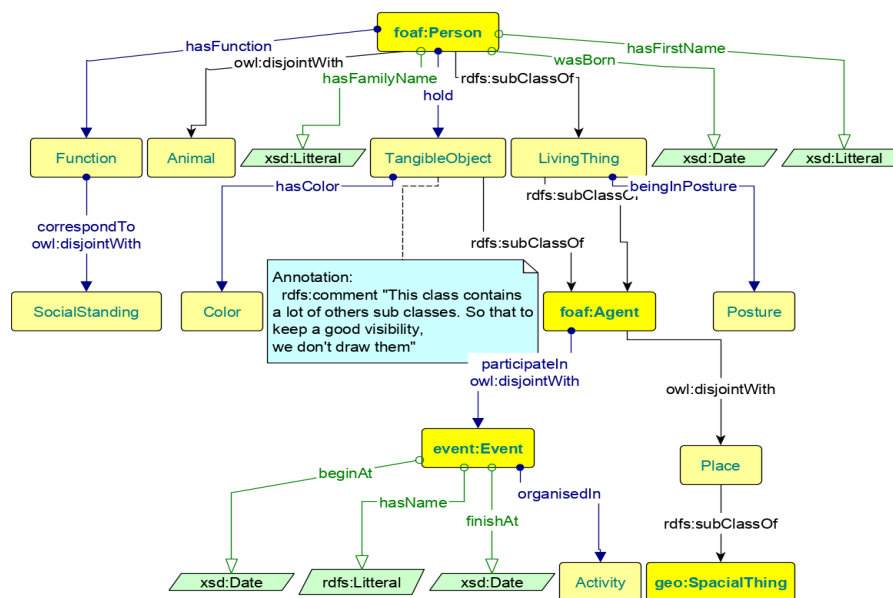 foaf:Person
hasFunction
owl:disjointWith
hasFamilyName
hold
rdfs:subClassOf
wasBorn
hasFirstName
Function
Animal
xsd:Litteral
TangibleObject
LivingThing
xsd:Date
xsd:Litteral
hasColor
rdfs:subClassOf
beingInPosture
correspondTo
owl:disjointWith
rdfs:subClassOf
SocialStanding
Color
Annotation:
rdfs:comment "This class contains
a lot of others sub classes. So that to
keep a good visibility,
we don't draw them"
foaf:Agent
Posture
participateIn
owl:disjointWith
owl:disjointWith
event:Event
Place
beginAt
hasName
organisedIn
finishAt
rdfs:subClassOf
xsd:Date
rdfs:Litteral
xsd:Date
Activity
geo:SpacialThing